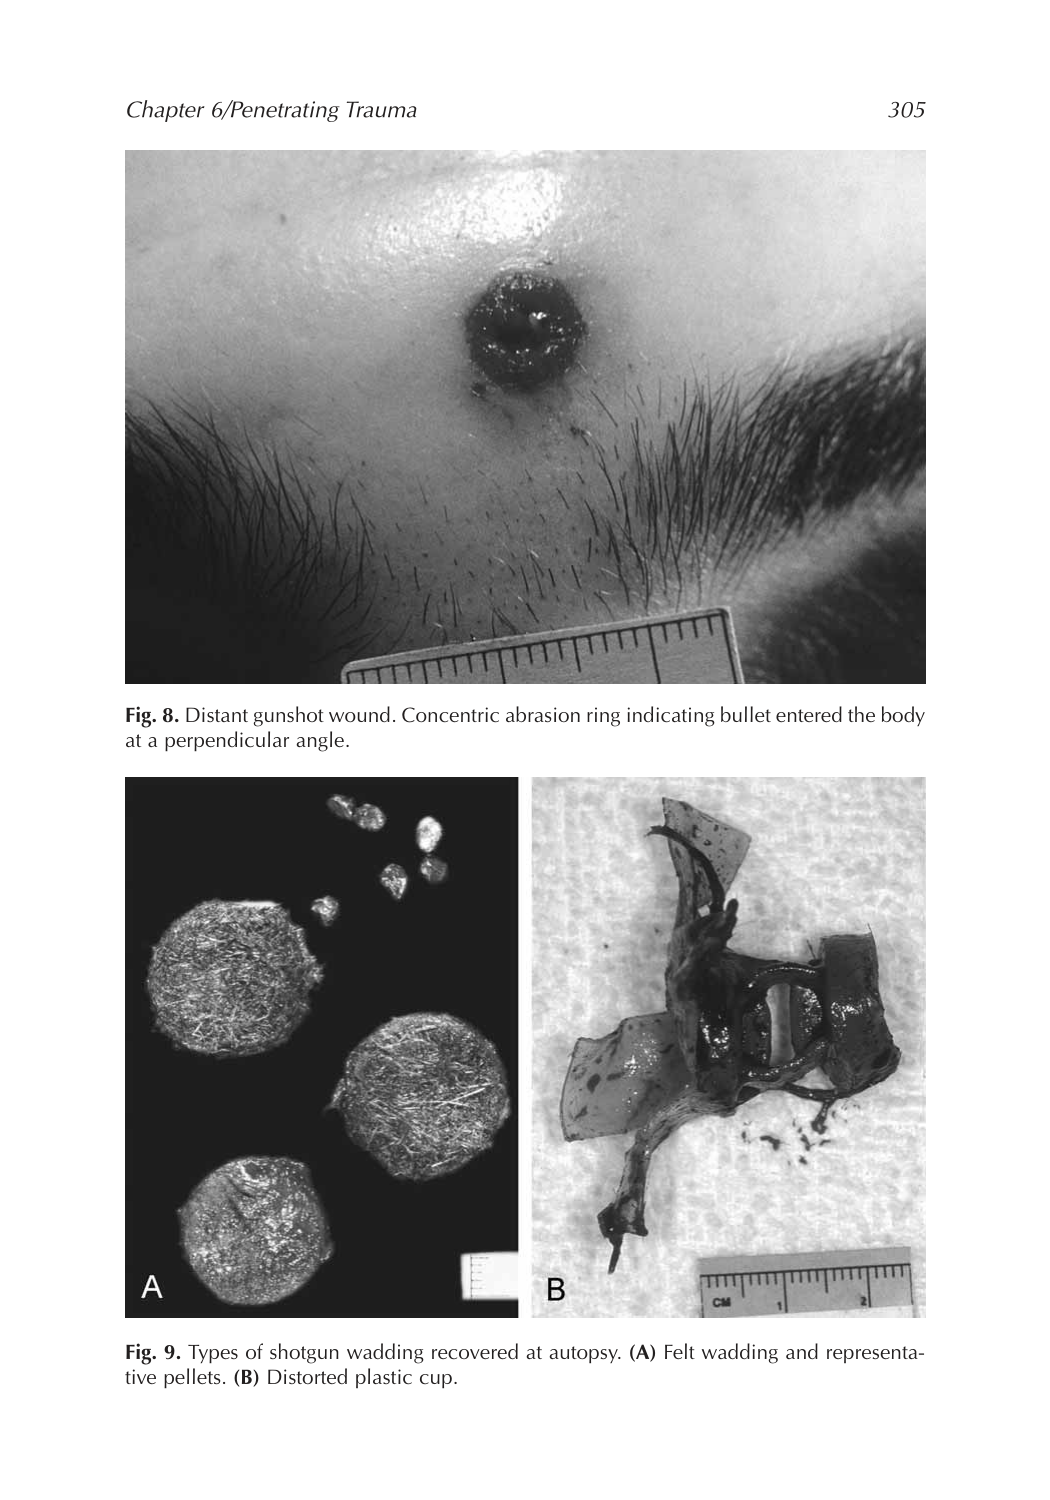 Chapter 6/Penetrating Trauma 305
Fig. 8. Distant gunshot wound. Concentric abrasion ring indicating bullet entered the body
at a perpendicular angle.
A
B
CM 1 2
Fig. 9. Types of shotgun wadding recovered at autopsy. (A) Felt wadding and representa-
tive pellets. (B) Distorted plastic cup.